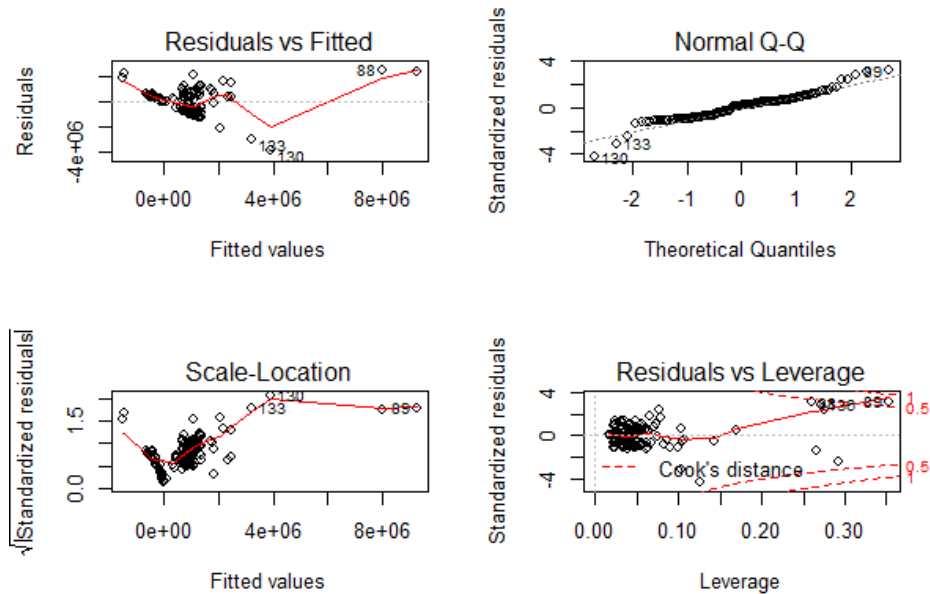 Residuals vs Fitted
Residuals
-4e+06
88
133
130
0e+00 4e+06 8e+06
Fitted values
Normal Q-Q
Standardized residuals
-4 0 4
89
133
130
-2 -1 0 1 2
Theoretical Quantiles
Scale-Location
√|Standardized residuals|
0.0 1.5
130
133
89
0e+00 4e+06 8e+06
Fitted values
Residuals vs Leverage
Standardized residuals
-4 0 4
89
1
0.5
0.5
1
Cook's distance
0.00 0.10 0.20 0.30
Leverage